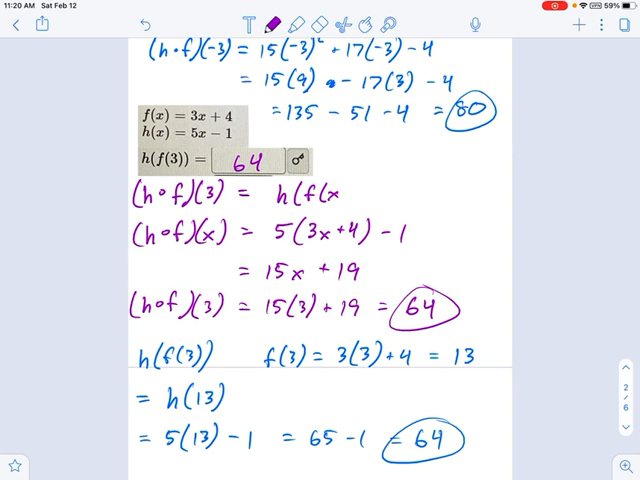 11:20 AM Sat Feb 12
59%
(h·f)(-3) = 15(-3)² + 17(-3) - 4
= 15(9) - 17(3) - 4
= 135 - 51 - 4 = 80
f(x) = 3x + 4
h(x) = 5x - 1
h(f(3)) = 64
(h∘f)(3) = h(f(x
(h∘f)(x) = 5(3x+4) - 1
= 15x + 19
(h∘f)(3) = 15(3) + 19 = 64
h(f(3)) f(3) = 3(3)+4 = 13
= h(13)
= 5(13) - 1 = 65 - 1 = 64
2
/
6